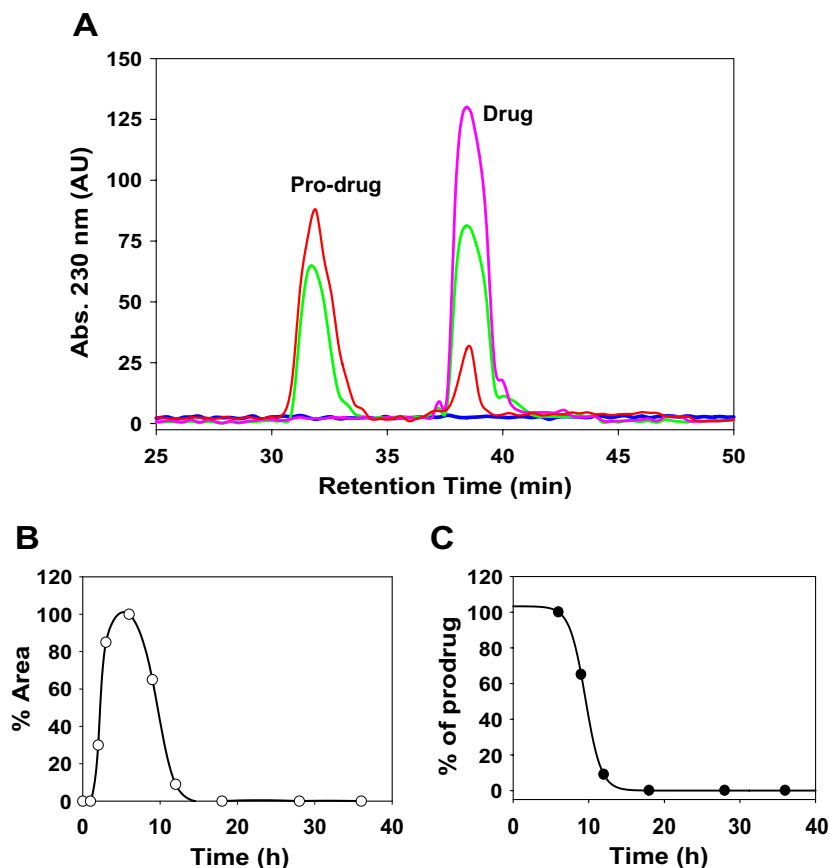 A
150
125
100
75
50
25
0
Abs. 230 nm (AU)
Pro-drug
Drug
25 30 35 40 45 50
Retention Time (min)
B
120
100
80
60
40
20
0
% Area
0 10 20 30 40
Time (h)
C
120
100
80
60
40
20
0
% of prodrug
0 10 20 30 40
Time (h)